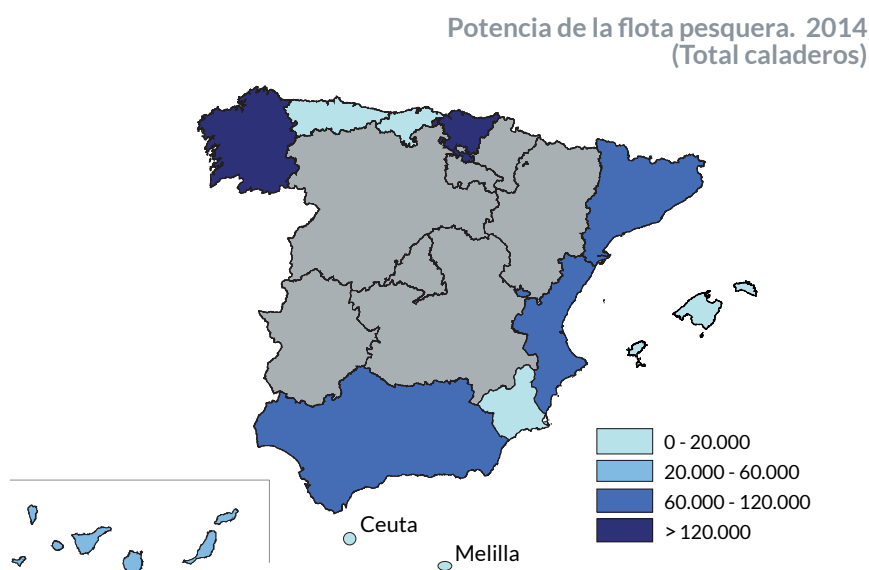 Potencia de la flota pesquera.  2014
(Total caladeros)
0 - 20.000
20.000 - 60.000
60.000 - 120.000
> 120.000
Ceuta
Melilla